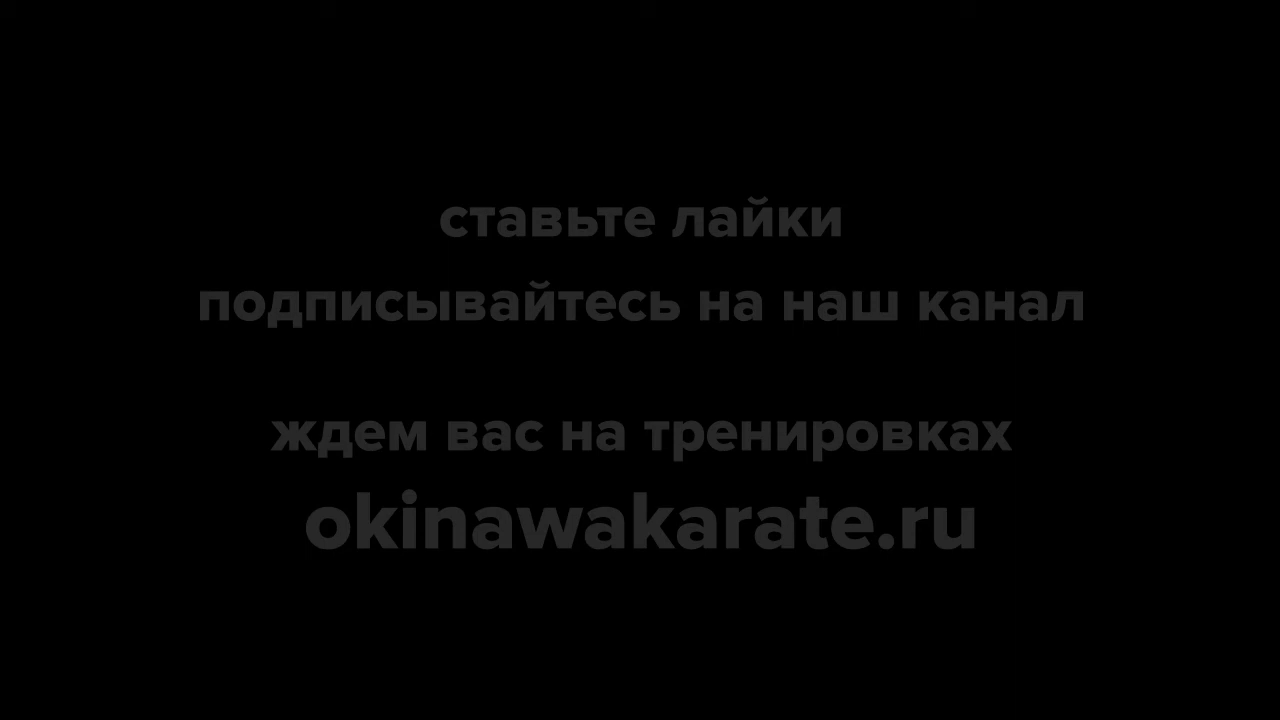 ставьте лайки
подписывайтесь на наш канал
ждем вас на тренировках
okinawakarate.ru